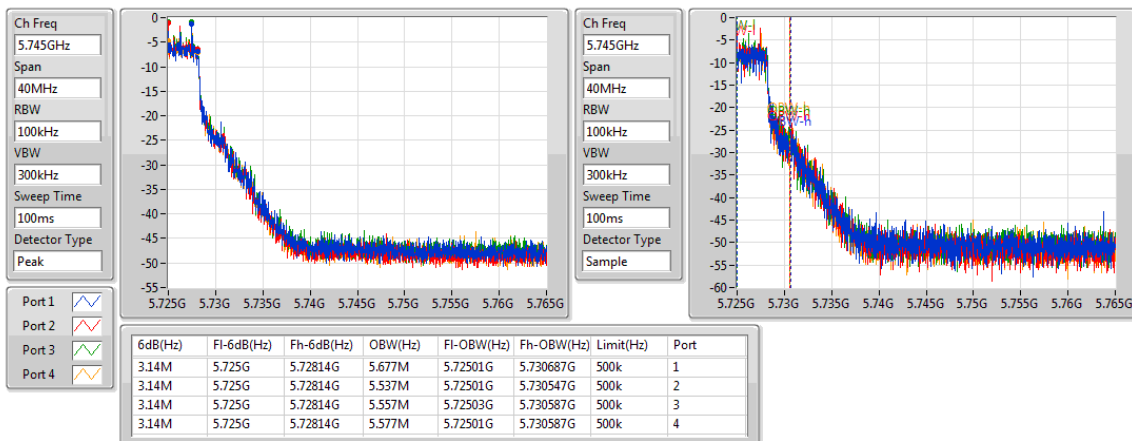 Ch Freq
5.745GHz
Span
40MHz
RBW
100kHz
VBW
300kHz
Sweep Time
100ms
Detector Type
Peak
0
-5
-10
-15
-20
-25
-30
-35
-40
-45
-50
-55
5.725G 5.73G 5.735G 5.74G 5.745G 5.75G 5.755G 5.76G 5.765G
Ch Freq
5.745GHz
Span
40MHz
RBW
100kHz
VBW
300kHz
Sweep Time
100ms
Detector Type
Sample
0
-5
-10
-15
-20
-25
-30
-35
-40
-45
-50
-55
-60
5.725G 5.73G 5.735G 5.74G 5.745G 5.75G 5.755G 5.76G 5.765G
Port 1
Port 2
Port 3
Port 4
6dB(Hz) Fl-6dB(Hz) Fh-6dB(Hz) OBW(Hz) Fl-OBW(Hz) Fh-OBW(Hz) Limit(Hz) Port
3.14M 5.725G 5.72814G 5.677M 5.72501G 5.730687G 500k 1
3.14M 5.725G 5.72814G 5.537M 5.72501G 5.730547G 500k 2
3.14M 5.725G 5.72814G 5.557M 5.72503G 5.730587G 500k 3
3.14M 5.725G 5.72814G 5.577M 5.72501G 5.730587G 500k 4